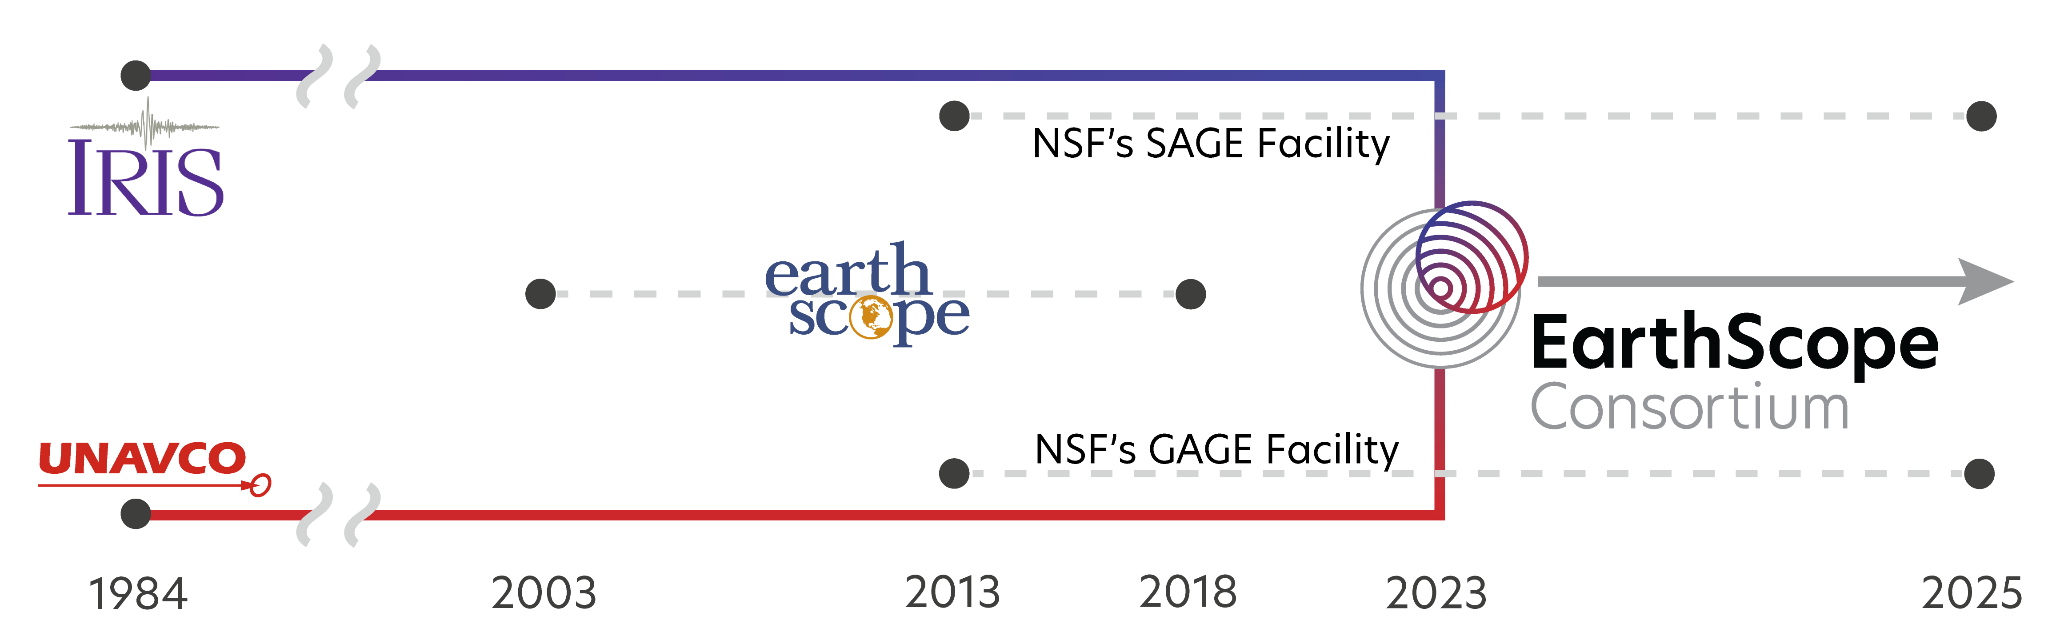 IRIS
NSF's SAGE Facility
earth
scope
EarthScope
Consortium
UNAVCO
NSF's GAGE Facility
1984
2003
2013
2018
2023
2025